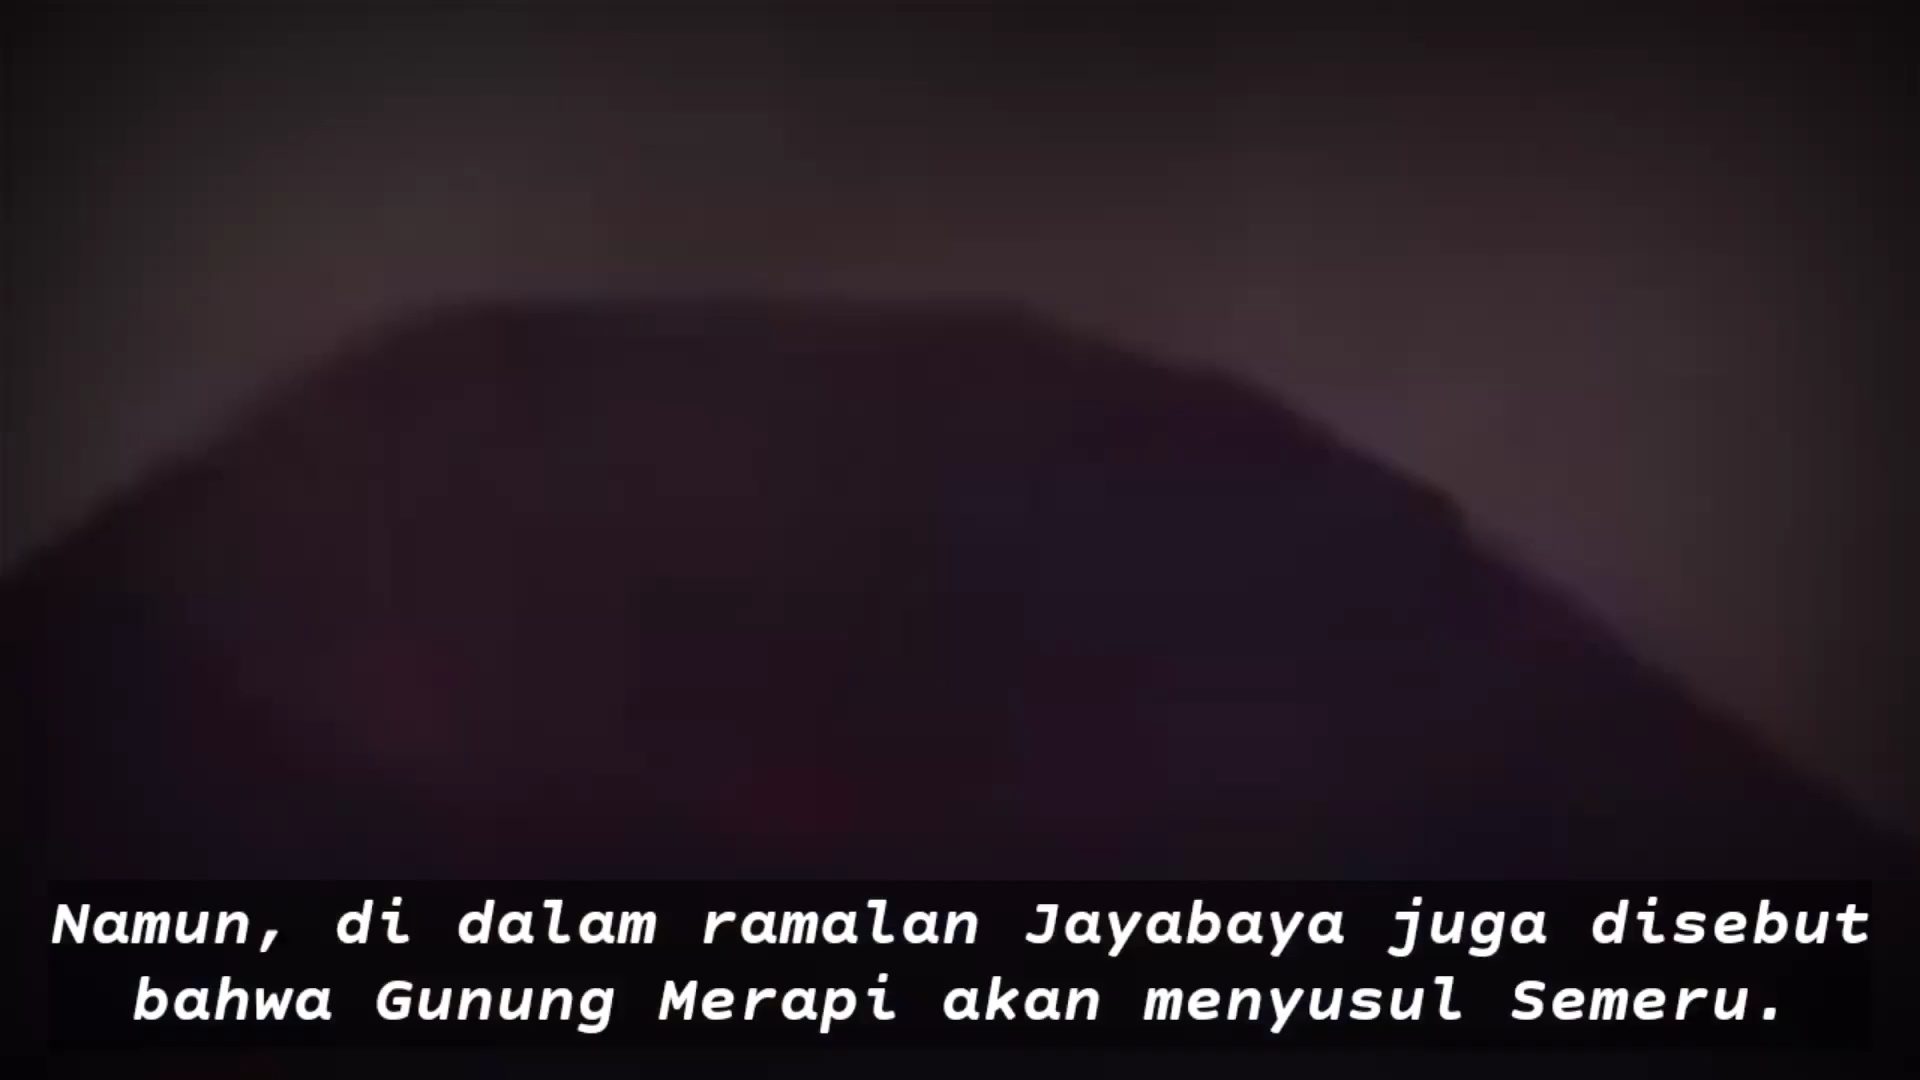 Namun, di dalam ramalan Jayabaya juga disebut
bahwa Gunung Merapi akan menyusul Semeru.